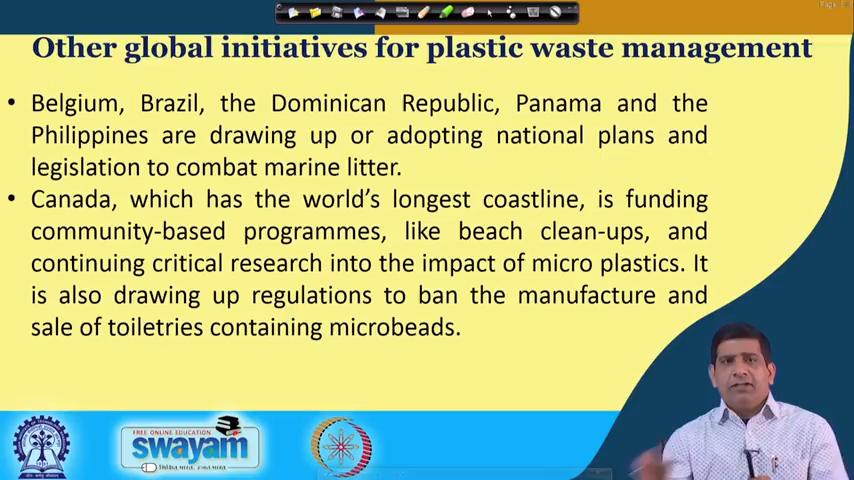 Other global initiatives for plastic waste management
• Belgium, Brazil, the Dominican Republic, Panama and the
Philippines are drawing up or adopting national plans and
legislation to combat marine litter.
• Canada, which has the world's longest coastline, is funding
community-based programmes, like beach clean-ups, and
continuing critical research into the impact of micro plastics. It
is also drawing up regulations to ban the manufacture and
sale of toiletries containing microbeads.
FREE ONLINE EDUCATION
swayam